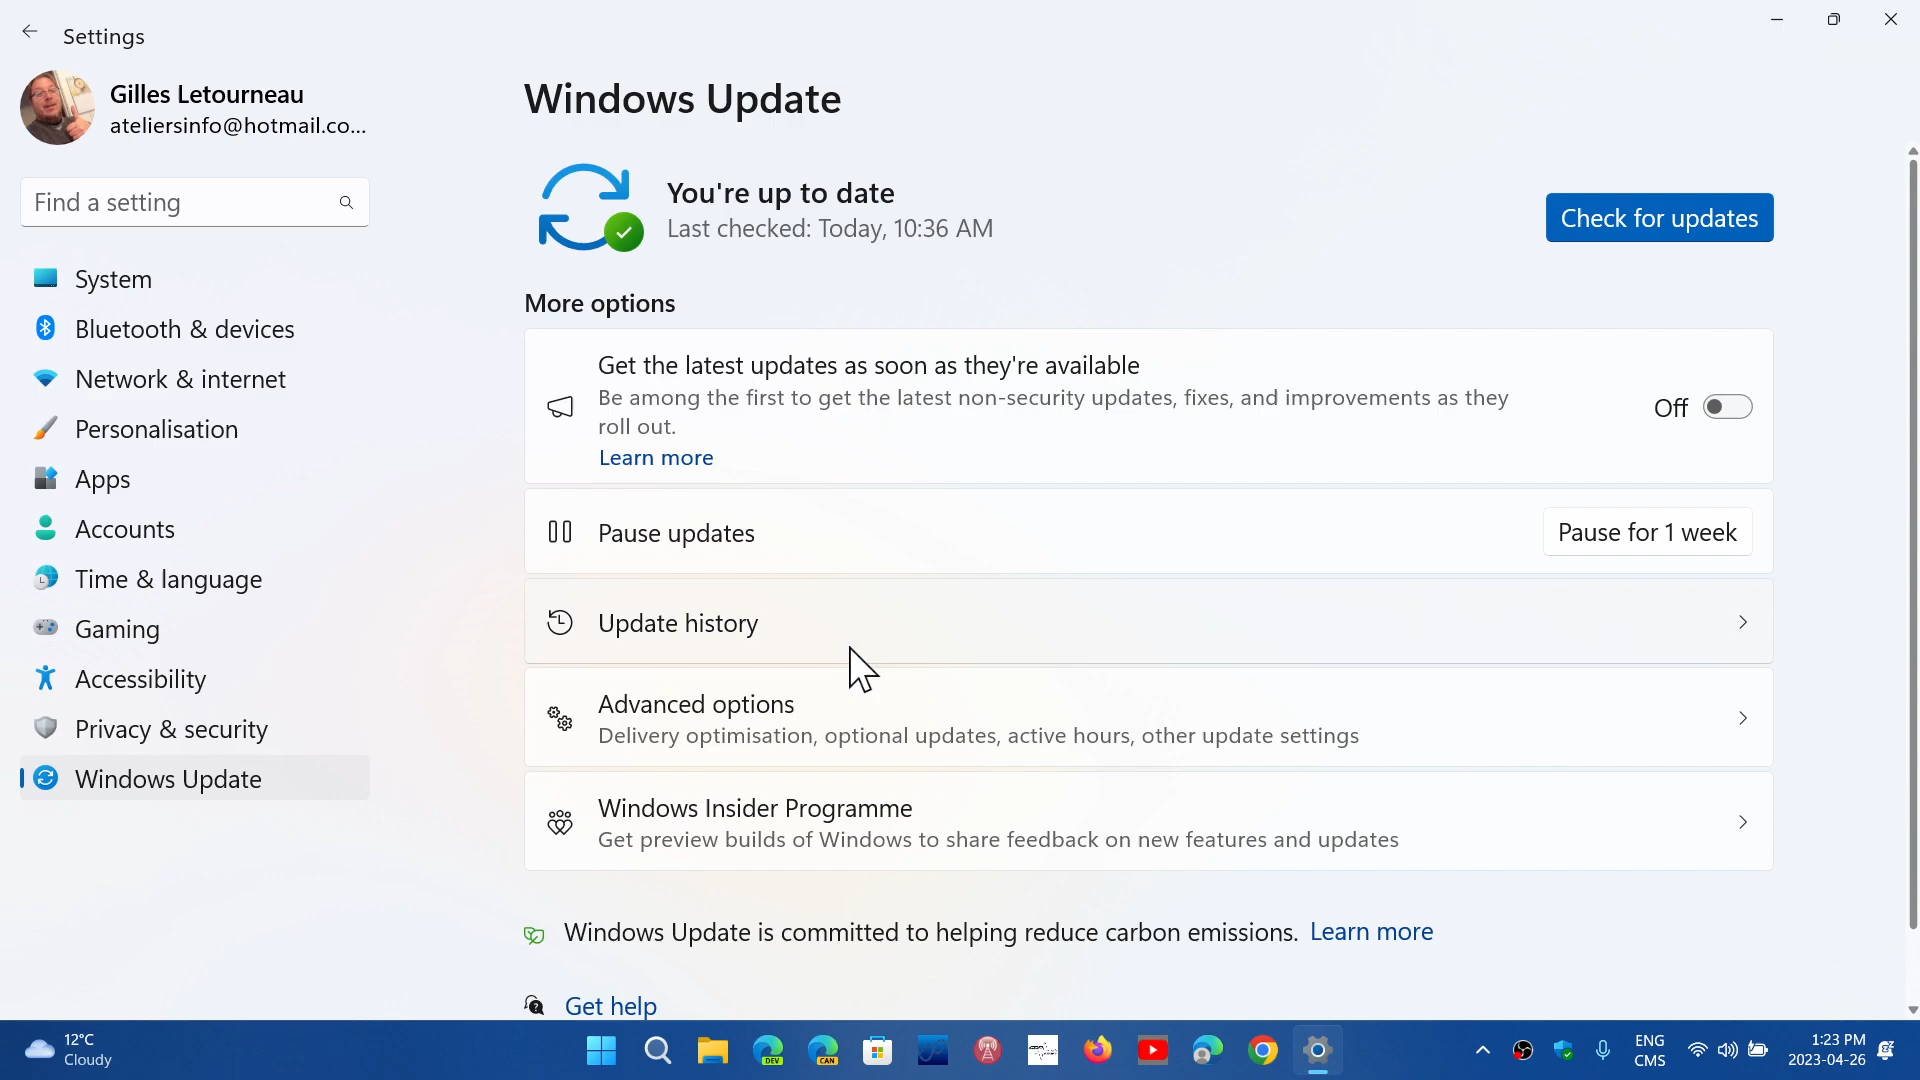 Settings
Gilles Letourneau
ateliersinfo@hotmail.co...
Find a setting
System
Bluetooth & devices
Network & internet
Personalisation
Apps
Accounts
Time & language
Gaming
Accessibility
Privacy & security
Windows Update
Windows Update
You're up to date
Last checked: Today, 10:36 AM
Check for updates
More options
Get the latest updates as soon as they're available
Be among the first to get the latest non-security updates, fixes, and improvements as they
roll out.
Learn more
Off
Pause updates
Pause for 1 week
Update history
Advanced options
Delivery optimisation, optional updates, active hours, other update settings
Windows Insider Programme
Get preview builds of Windows to share feedback on new features and updates
Windows Update is committed to helping reduce carbon emissions. Learn more
Get help
12°C
Cloudy
DEV
CAN
ENG
CMS
1:23 PM
2023-04-26